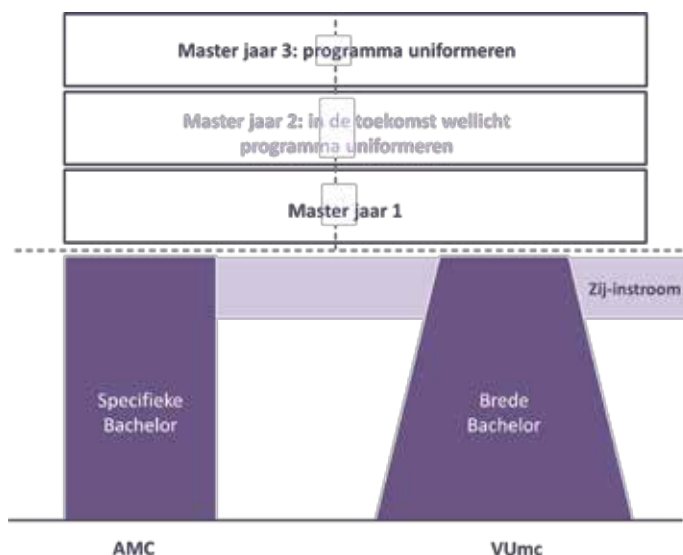 Master jaar 3: programma uniformeren
Master jaar 2: in de toekomst wellicht
programma uniformeren
Master jaar 1
Zij-instroom
Specifieke
Bachelor
Brede
Bachelor
AMC
VUmc